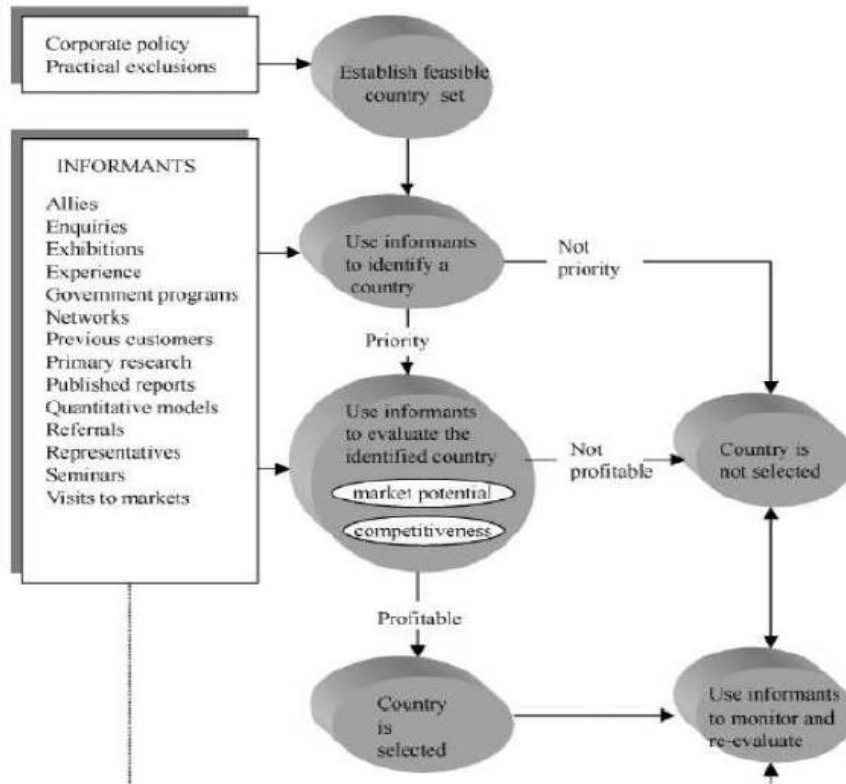 Corporate policy
Practical exclusions
Establish feasible
country set
INFORMANTS
Allies
Enquiries
Exhibitions
Experience
Government programs
Networks
Previous customers
Primary research
Published reports
Quantitative models
Referrals
Representatives
Seminars
Visits to markets
Use informants
to identify a
country
Not
priority
Priority
Use informants
to evaluate the
identified country
market potential
competitiveness
Not
profitable
Country is
not selected
Profitable
Country
is
selected
Use informants
to monitor and
re-evaluate